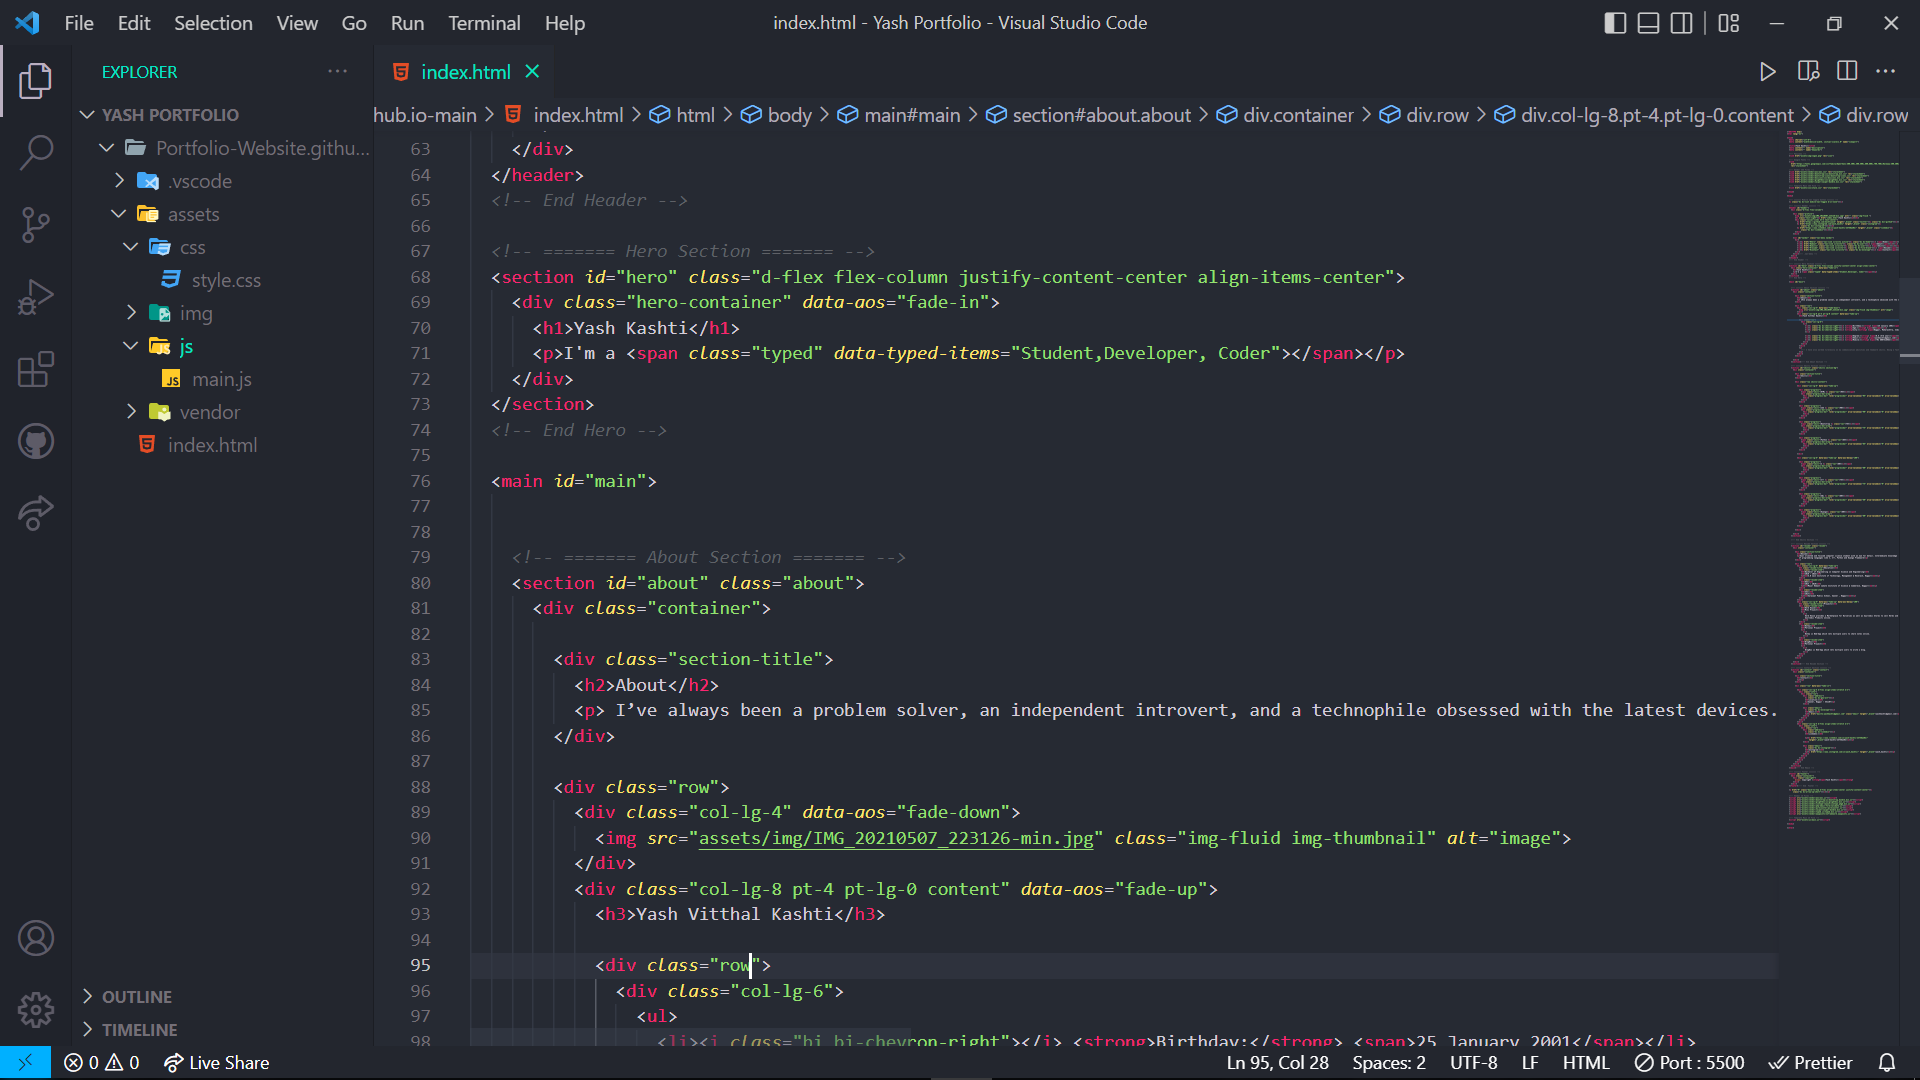 File Edit Selection View Go Run Terminal Help
index.html - Yash Portfolio - Visual Studio Code
EXPLORER
YASH PORTFOLIO
Portfolio-Website.githu...
.vscode
assets
css
style.css
img
js
main.js
vendor
index.html
OUTLINE
TIMELINE
index.html
hub.io-main > index.html > html > body > main#main > section#about.about > div.container > div.row > div.col-lg-8.pt-4.pt-lg-0.content > div.row
63 </div>
64 </header>
65 <!-- End Header -->
66
67 <!-- ======= Hero Section ======= -->
68 <section id="hero" class="d-flex flex-column justify-content-center align-items-center">
69 <div class="hero-container" data-aos="fade-in">
70 <h1>Yash Kashti</h1>
71 <p>I'm a <span class="typed" data-typed-items="Student,Developer, Coder"></span></p>
72 </div>
73 </section>
74 <!-- End Hero -->
75
76 <main id="main">
77
78
79 <!-- ======= About Section ======= -->
80 <section id="about" class="about">
81 <div class="container">
82
83 <div class="section-title">
84 <h2>About</h2>
85 <p> I’ve always been a problem solver, an independent introvert, and a technophile obsessed with the latest devices.
86 </div>
87
88 <div class="row">
89 <div class="col-lg-4" data-aos="fade-down">
90 <img src="assets/img/IMG_20210507_223126-min.jpg" class="img-fluid img-thumbnail" alt="image">
91 </div>
92 <div class="col-lg-8 pt-4 pt-lg-0 content" data-aos="fade-up">
93 <h3>Yash Vitthal Kashti</h3>
94
95 <div class="row">
96 <div class="col-lg-6">
97 <ul>
98 <li><i class="bi bi-chevron-right"></i> <strong>Birthday:</strong> <span>25 January 2001</span></li>
0 0 Live Share
Ln 95, Col 28 Spaces: 2 UTF-8 LF HTML Port : 5500 Prettier